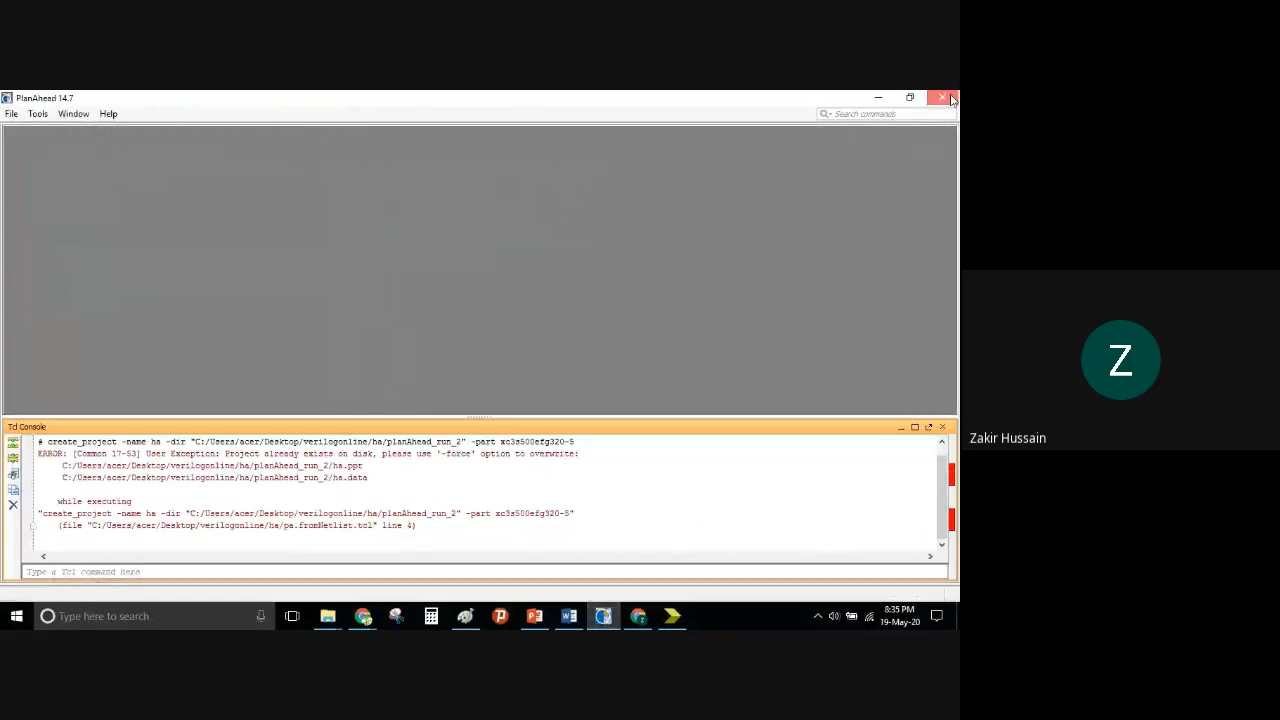 PlanAhead 14.7
File Tools Window Help
Search commands
Tcl Console
# create_project -name ha -dir "C:/Users/acer/Desktop/verilogonline/ha/planAhead_run_2" -part xc3s500efg320-5
ERROR: [Common 17-53] User Exception: Project already exists on disk, please use '-force' option to overwrite:
C:/Users/acer/Desktop/verilogonline/ha/planAhead_run_2/ha.ppr
C:/Users/acer/Desktop/verilogonline/ha/planAhead_run_2/ha.data
while executing
"create_project -name ha -dir "C:/Users/acer/Desktop/verilogonline/ha/planAhead_run_2" -part xc3s500efg320-5"
(file "C:/Users/acer/Desktop/verilogonline/ha/pa.fromNetlist.tcl" line 4)
Type a Tcl command here
Type here to search
8:35 PM
19-May-20
Z
Zakir Hussain